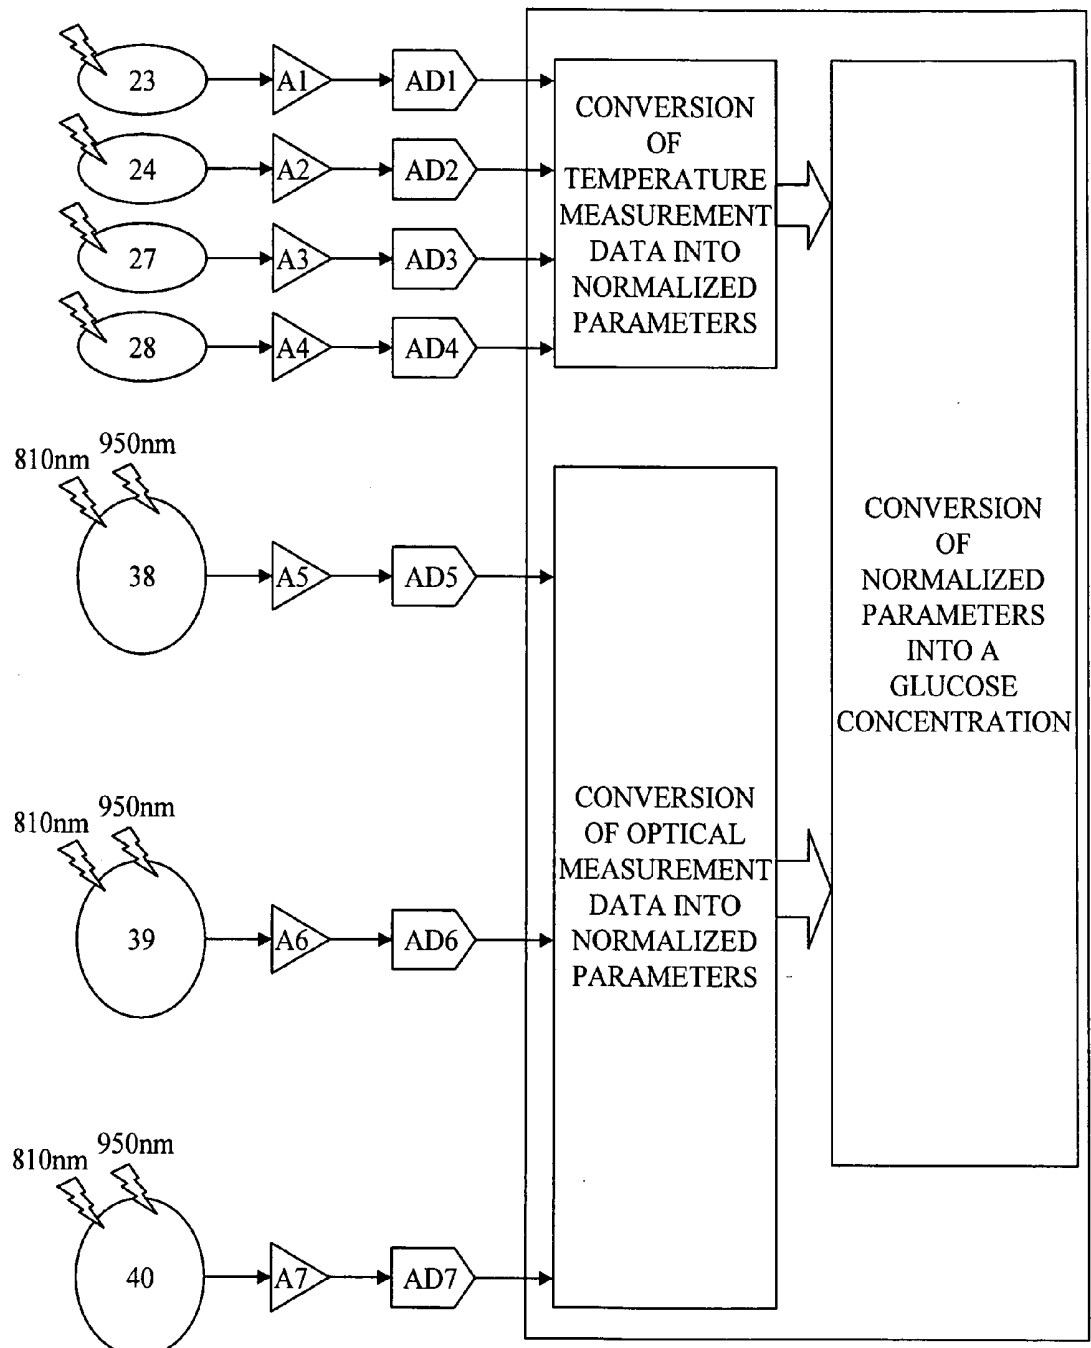 23
A1
AD1
24
A2
AD2
27
A3
AD3
28
A4
AD4
CONVERSION
OF
TEMPERATURE
MEASUREMENT
DATA INTO
NORMALIZED
PARAMETERS
810nm
950nm
38
A5
AD5
810nm
950nm
39
A6
AD6
810nm
950nm
40
A7
AD7
CONVERSION
OF OPTICAL
MEASUREMENT
DATA INTO
NORMALIZED
PARAMETERS
CONVERSION
OF
NORMALIZED
PARAMETERS
INTO A
GLUCOSE
CONCENTRATION